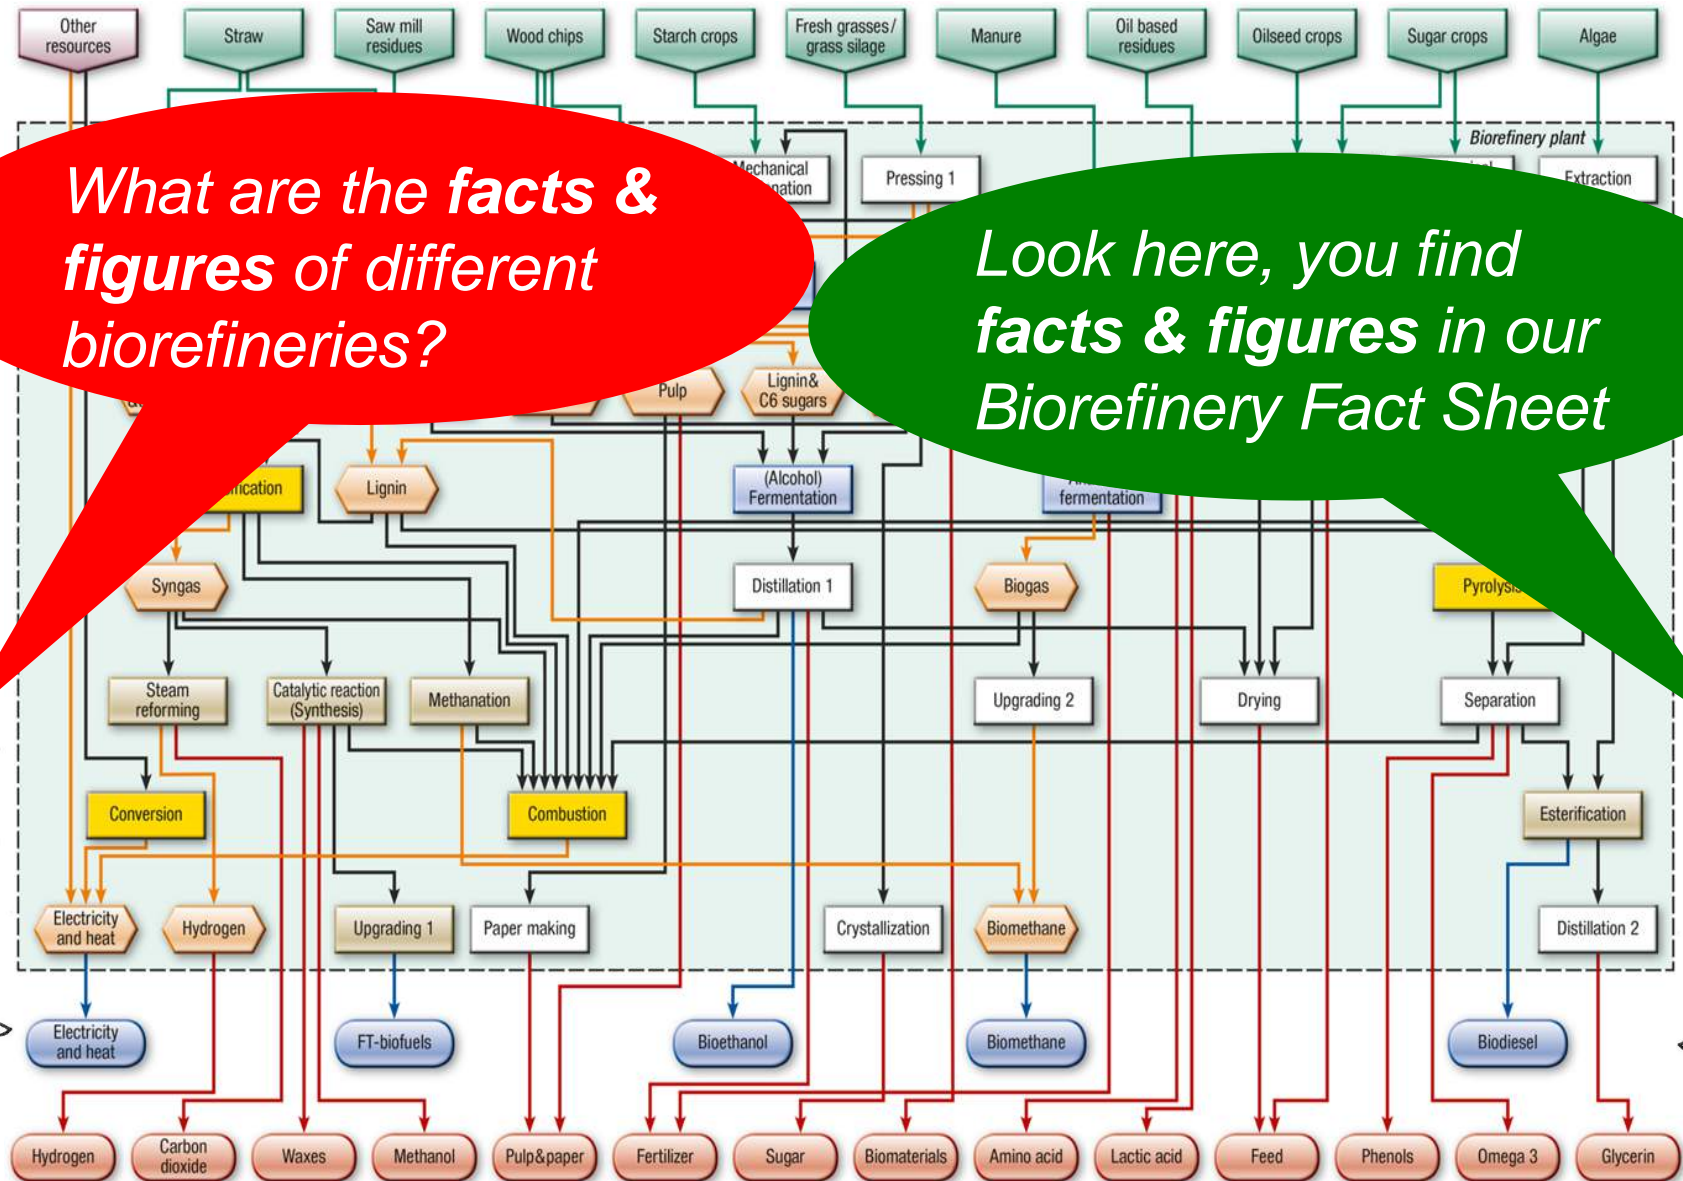 Other
resources
Straw
Saw mill
residues
Wood chips
Starch crops
Fresh grasses/
grass silage
Manure
Oil based
residues
Oilseed crops
Sugar crops
Algae
Biorefinery plant
Mechanical
Pressing 1
Extraction
What are the facts &
figures of different
biorefineries?
Look here, you find
facts & figures in our
Biorefinery Fact Sheet
Pulp
Lignin&
C6 sugars
Lignin
(Alcohol)
Fermentation
fermentation
Syngas
Distillation 1
Biogas
Pyrolysis
Steam
reforming
Catalytic reaction
(Synthesis)
Methanation
Upgrading 2
Drying
Separation
Conversion
Combustion
Esterification
Electricity
and heat
Hydrogen
Upgrading 1
Paper making
Crystallization
Biomethane
Distillation 2
Electricity
and heat
FT-biofuels
Bioethanol
Biomethane
Biodiesel
Hydrogen
Carbon
dioxide
Waxes
Methanol
Pulp&paper
Fertilizer
Sugar
Biomaterials
Amino acid
Lactic acid
Feed
Phenols
Omega 3
Glycerin